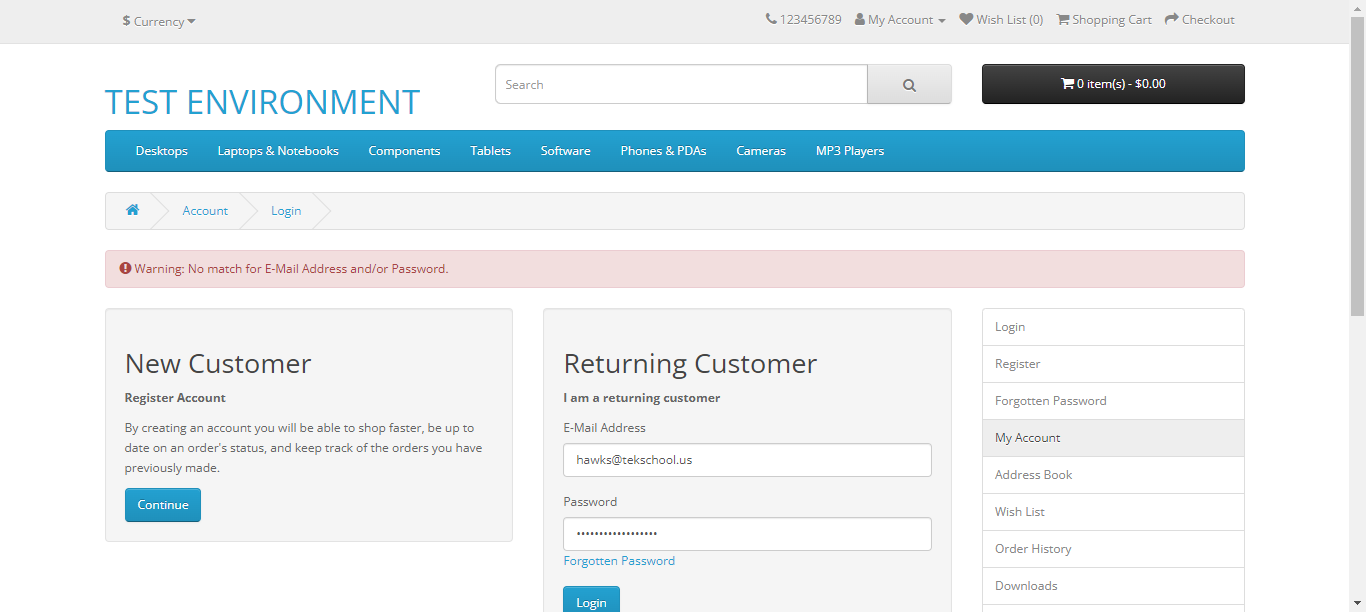 $ Currency
123456789 My Account Wish List (0) Shopping Cart Checkout
TEST ENVIRONMENT
Search
0 item(s) - $0.00
Desktops Laptops & Notebooks Components Tablets Software Phones & PDAs Cameras MP3 Players
Account Login
Warning: No match for E-Mail Address and/or Password.
New Customer
Register Account
By creating an account you will be able to shop faster, be up to
date on an order's status, and keep track of the orders you have
previously made.
Continue
Returning Customer
I am a returning customer
E-Mail Address
hawks@tekschool.us
Password
••••••••••••••••••
Forgotten Password
Login
Login
Register
Forgotten Password
My Account
Address Book
Wish List
Order History
Downloads